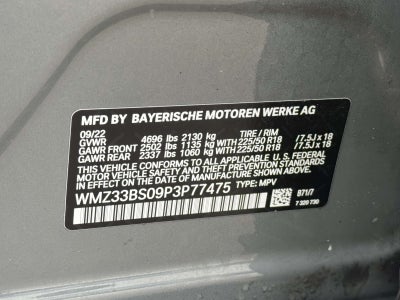 MFD BY BAYERISCHE MOTOREN WERKE AG
09/22
GVWR 4696 lbs 2130 kg TIRE / RIM
GAWR FRONT 2502 lbs 1135 kg WITH 225/50 R18 / 7.5J x 18
GAWR REAR 2337 lbs 1060 kg WITH 225/50 R18 / 7.5J x 18
THIS VEHICLE CONFORMS TO ALL APPLICABLE U.S. FEDERAL
MOTOR VEHICLE SAFETY, BUMPER AND THEFT PREVENTION
STANDARDS IN EFFECT ON THE DATE OF MANUFACTURE SHOWN ABOVE.
WMZ33BS09P3P77475 TYPE: MPV
B71/7
7 329 730